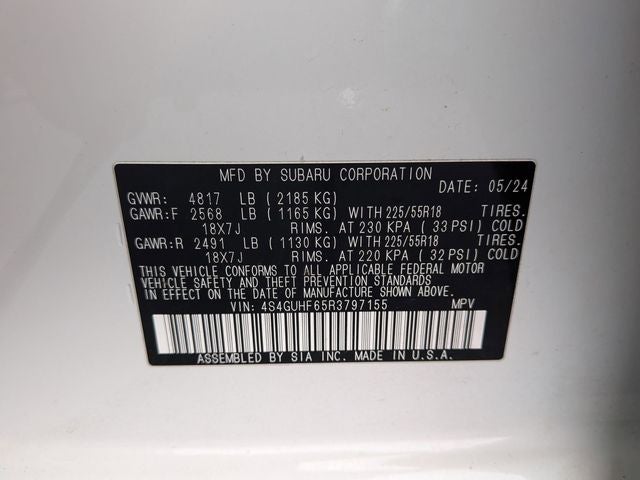 MFD BY SUBARU CORPORATION
DATE: 05/24
GVWR: 4817 LB ( 2185 KG)
GAWR:F 2568 LB ( 1165 KG) WITH 225/55R18 TIRES.
18X7J RIMS. AT 230 KPA ( 33 PSI) COLD
GAWR:R 2491 LB ( 1130 KG) WITH 225/55R18 TIRES.
18X7J RIMS. AT 220 KPA ( 32 PSI) COLD
THIS VEHICLE CONFORMS TO ALL APPLICABLE FEDERAL MOTOR
VEHICLE SAFETY AND THEFT PREVENTION STANDARDS
IN EFFECT ON THE DATE OF MANUFACTURE SHOWN ABOVE.
VIN: 4S4GUHF65R3797155 MPV
ASSEMBLED BY SIA INC. MADE IN U.S.A.